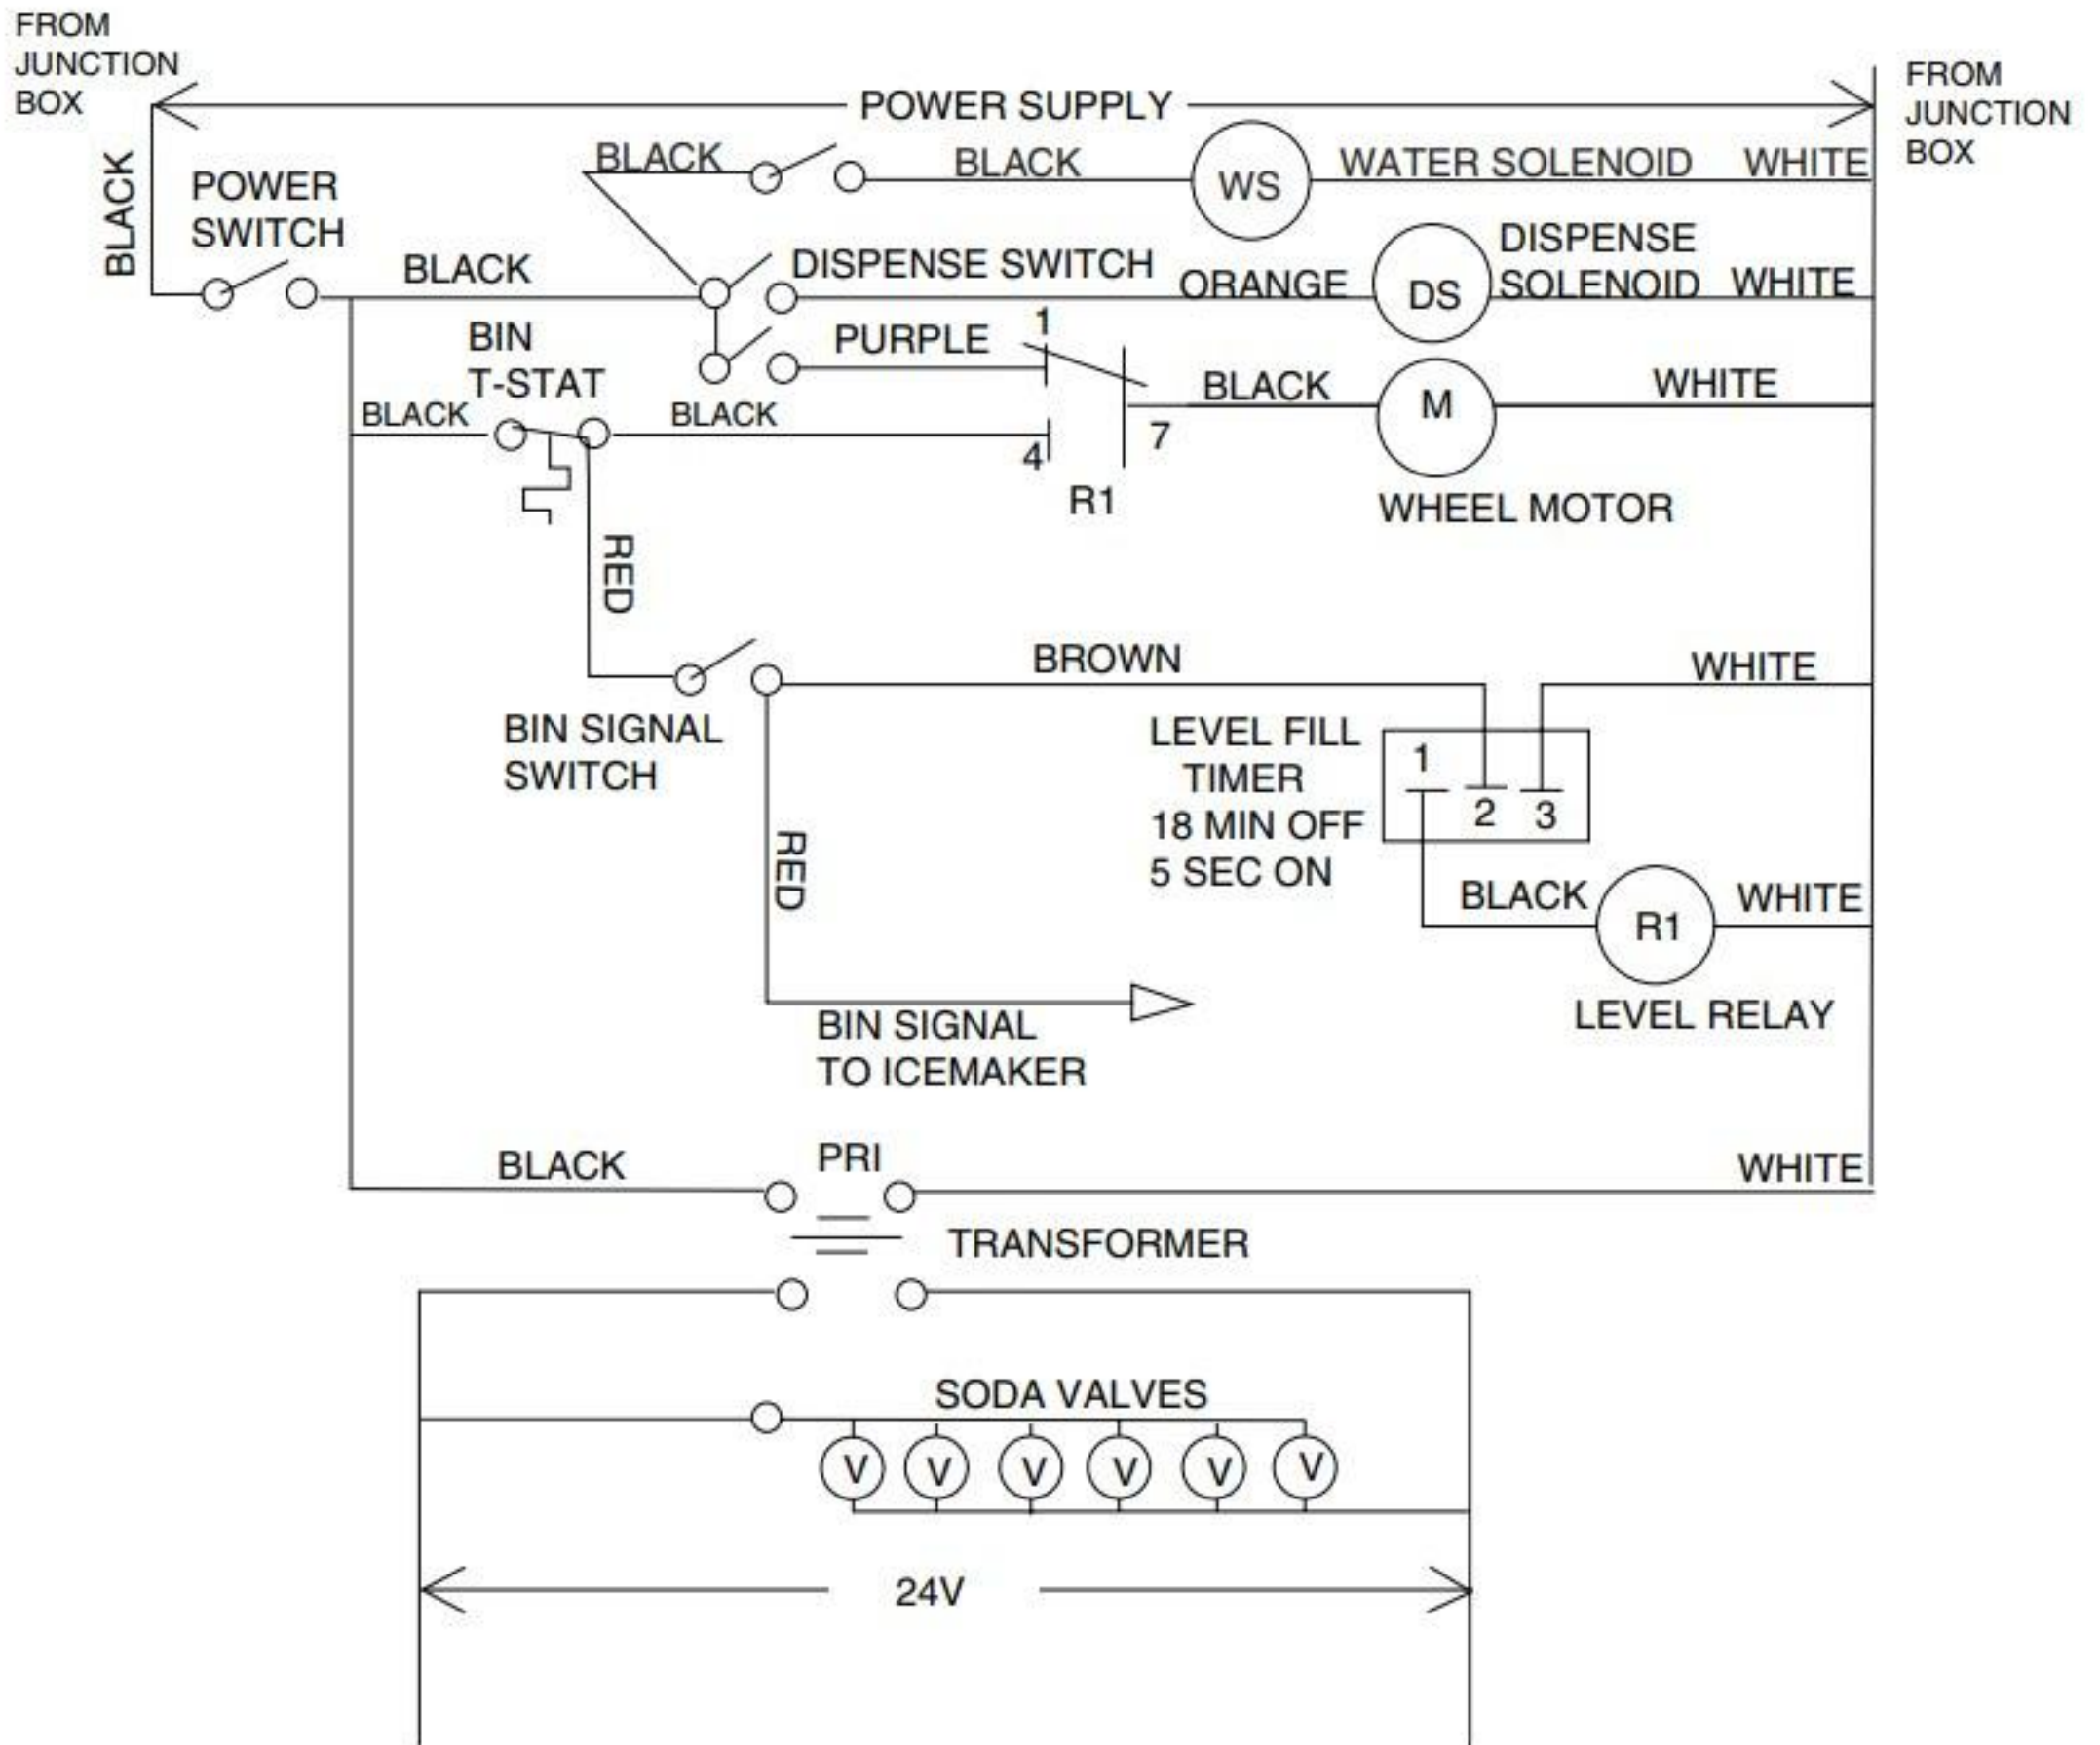 FROM
JUNCTION
BOX
POWER SUPPLY
FROM
JUNCTION
BOX
BLACK
BLACK
BLACK
WS
WATER SOLENOID
WHITE
POWER
SWITCH
BLACK
DISPENSE SWITCH
ORANGE
DS
DISPENSE
SOLENOID
WHITE
BIN
T-STAT
PURPLE
1
BLACK
BLACK
4
7
R1
BLACK
M
WHITE
WHEEL MOTOR
RED
BIN SIGNAL
SWITCH
BROWN
WHITE
LEVEL FILL
TIMER
18 MIN OFF
5 SEC ON
1
2
3
RED
BLACK
R1
WHITE
LEVEL RELAY
BIN SIGNAL
TO ICEMAKER
BLACK
PRI
WHITE
TRANSFORMER
SODA VALVES
V V V V V V
24V